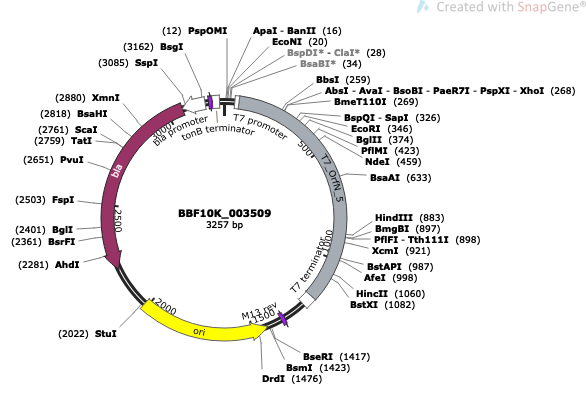 Created with SnapGene®
(12) PspOMI
ApaI - BanII (16)
EcoNI (20)
BspDI* - ClaI* (28)
BsaBI* (34)
(3162) BsgI
(3085) SspI
BbsI (259)
AbsI - AvaI - BsoBI - PaeR7I - PspXI - XhoI (268)
BmeT110I (269)
(2880) XmnI
(2818) BsaHI
(2761) ScaI
(2759) TatI
(2651) PvuI
BspQI - SapI (326)
EcoRI (346)
BglII (374)
PflMI (423)
NdeI (459)
BsaAI (633)
bla promoter
tonB terminator
T7 promoter
3000
500
T7_OrfN_5
bla
(2503) FspI
(2401) BglI
(2361) BsrFI
(2281) AhdI
2500
BBF10K_003509
3257 bp
HindIII (883)
BmgBI (897)
PflFI - Tth111I (898)
XcmI (921)
BstAPI (987)
AfeI (998)
HincII (1060)
BstXI (1082)
1000
T7 terminator
M13 rev
1500
2000
(2022) StuI
ori
BseRI (1417)
BsmI (1423)
DrdI (1476)